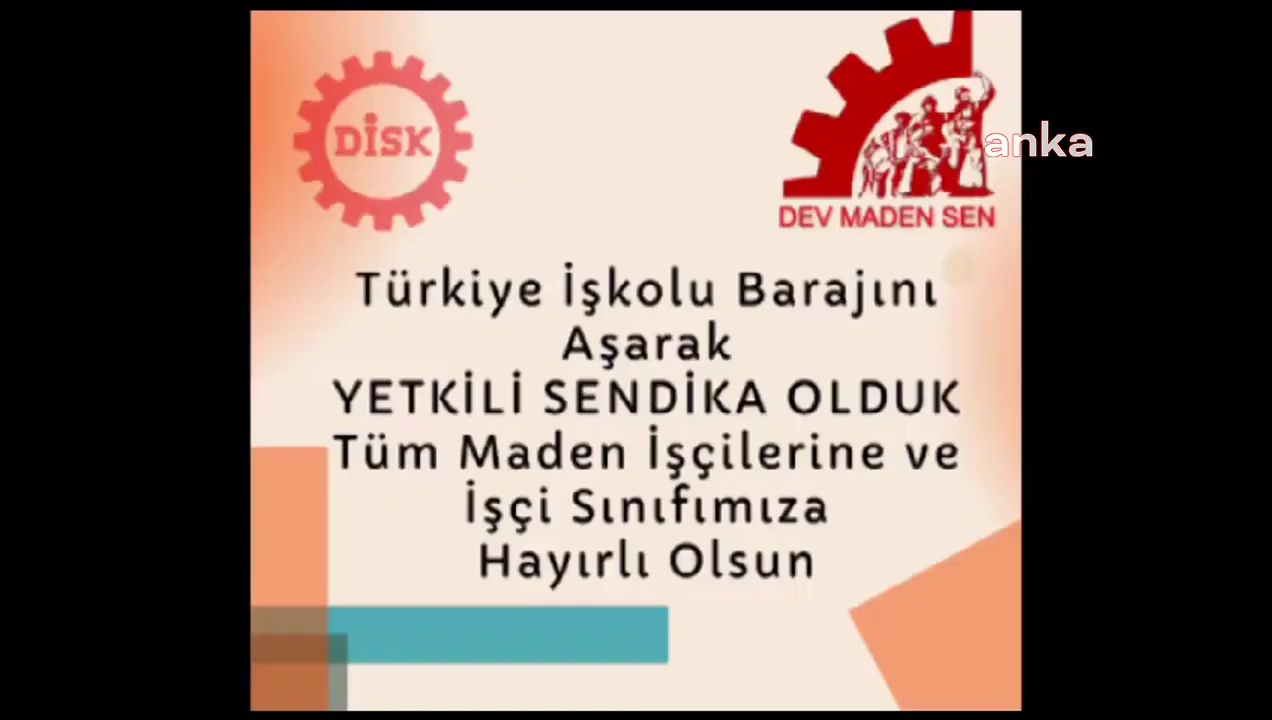 DİSK
DEV MADEN SEN
anka
Türkiye İşkolu Barajını
Aşarak
YETKİLİ SENDİKA OLDUK
Tüm Maden İşçilerine ve
İşçi Sınıfımıza
Hayırlı Olsun